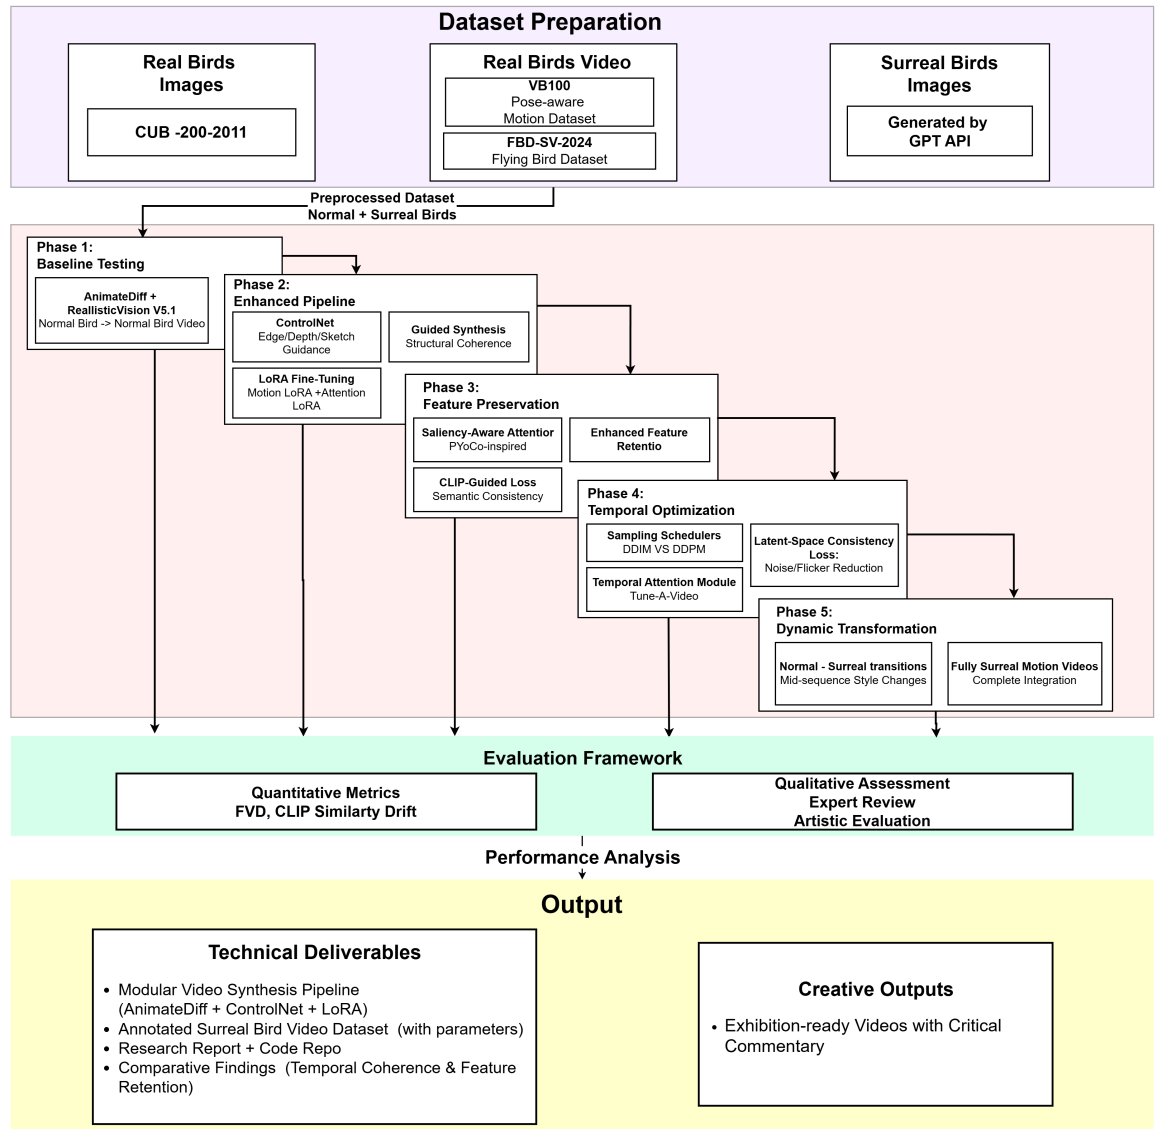 Dataset Preparation
Real Birds
Images
CUB -200-2011
Real Birds Video
VB100
Pose-aware
Motion Dataset
FBD-SV-2024
Flying Bird Dataset
Surreal Birds
Images
Generated by
GPT API
Preprocessed Dataset
Normal + Surreal Birds
Phase 1:
Baseline Testing
AnimateDiff +
ReallisticVision V5.1
Normal Bird -> Normal Bird Video
Phase 2:
Enhanced Pipeline
ControlNet
Edge/Depth/Sketch
Guidance
Guided Synthesis
Structural Coherence
LoRA Fine-Tuning
Motion LoRA +Attention
LoRA
Phase 3:
Feature Preservation
Saliency-Aware Attentior
PYoCo-inspired
Enhanced Feature
Retentio
CLIP-Guided Loss
Semantic Consistency
Phase 4:
Temporal Optimization
Sampling Schedulers
DDIM VS DDPM
Latent-Space Consistency
Loss:
Noise/Flicker Reduction
Temporal Attention Module
Tune-A-Video
Phase 5:
Dynamic Transformation
Normal - Surreal transitions
Mid-sequence Style Changes
Fully Surreal Motion Videos
Complete Integration
Evaluation Framework
Quantitative Metrics
FVD, CLIP Similarty Drift
Qualitative Assessment
Expert Review
Artistic Evaluation
Performance Analysis
Output
Technical Deliverables
• Modular Video Synthesis Pipeline
(AnimateDiff + ControlNet + LoRA)
• Annotated Surreal Bird Video Dataset (with parameters)
• Research Report + Code Repo
• Comparative Findings (Temporal Coherence & Feature
Retention)
Creative Outputs
• Exhibition-ready Videos with Critical
Commentary